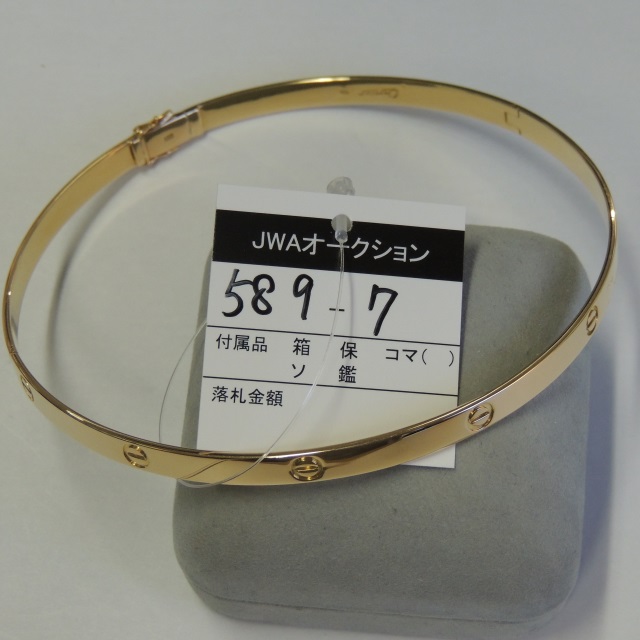 JWAオークション
589-7
付属品 箱 保 コマ( )
ソ 鑑
落札金額